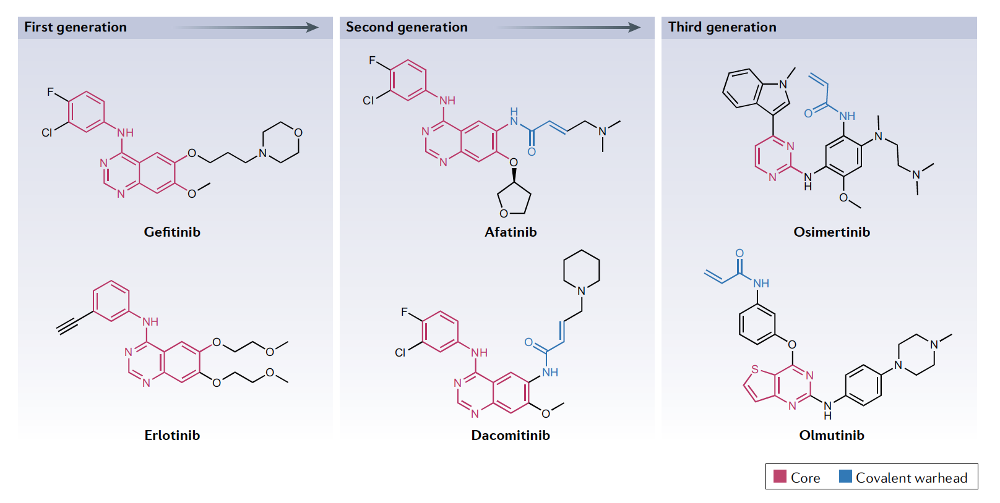 First generation
Second generation
Third generation
F
Cl
NH
N
N
O
O
N
O
Gefitinib
F
Cl
NH
N
N
H
N
O
N
O
O
Afatinib
N
O
NH
N
N
N
N
H
O
N
Osimertinib
NH
N
N
O
O
O
O
Erlotinib
N
F
Cl
NH
N
N
O
NH
O
Dacomitinib
O
NH
O
S
N
N
N
H
N
N
Olmutinib
Core
Covalent warhead